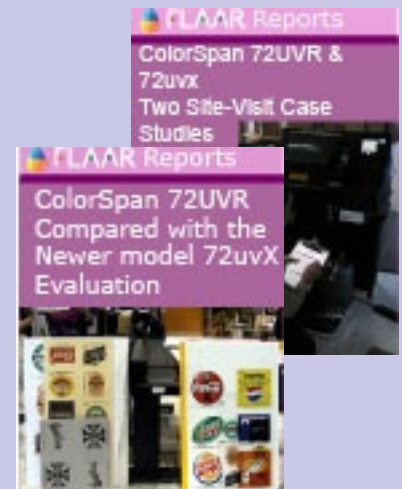 FLAAR Reports
ColorSpan 72UVR &
72uvx
Two Site-Visit Case
Studies
FLAAR Reports
ColorSpan 72UVR
Compared with the
Newer model 72uvX
Evaluation